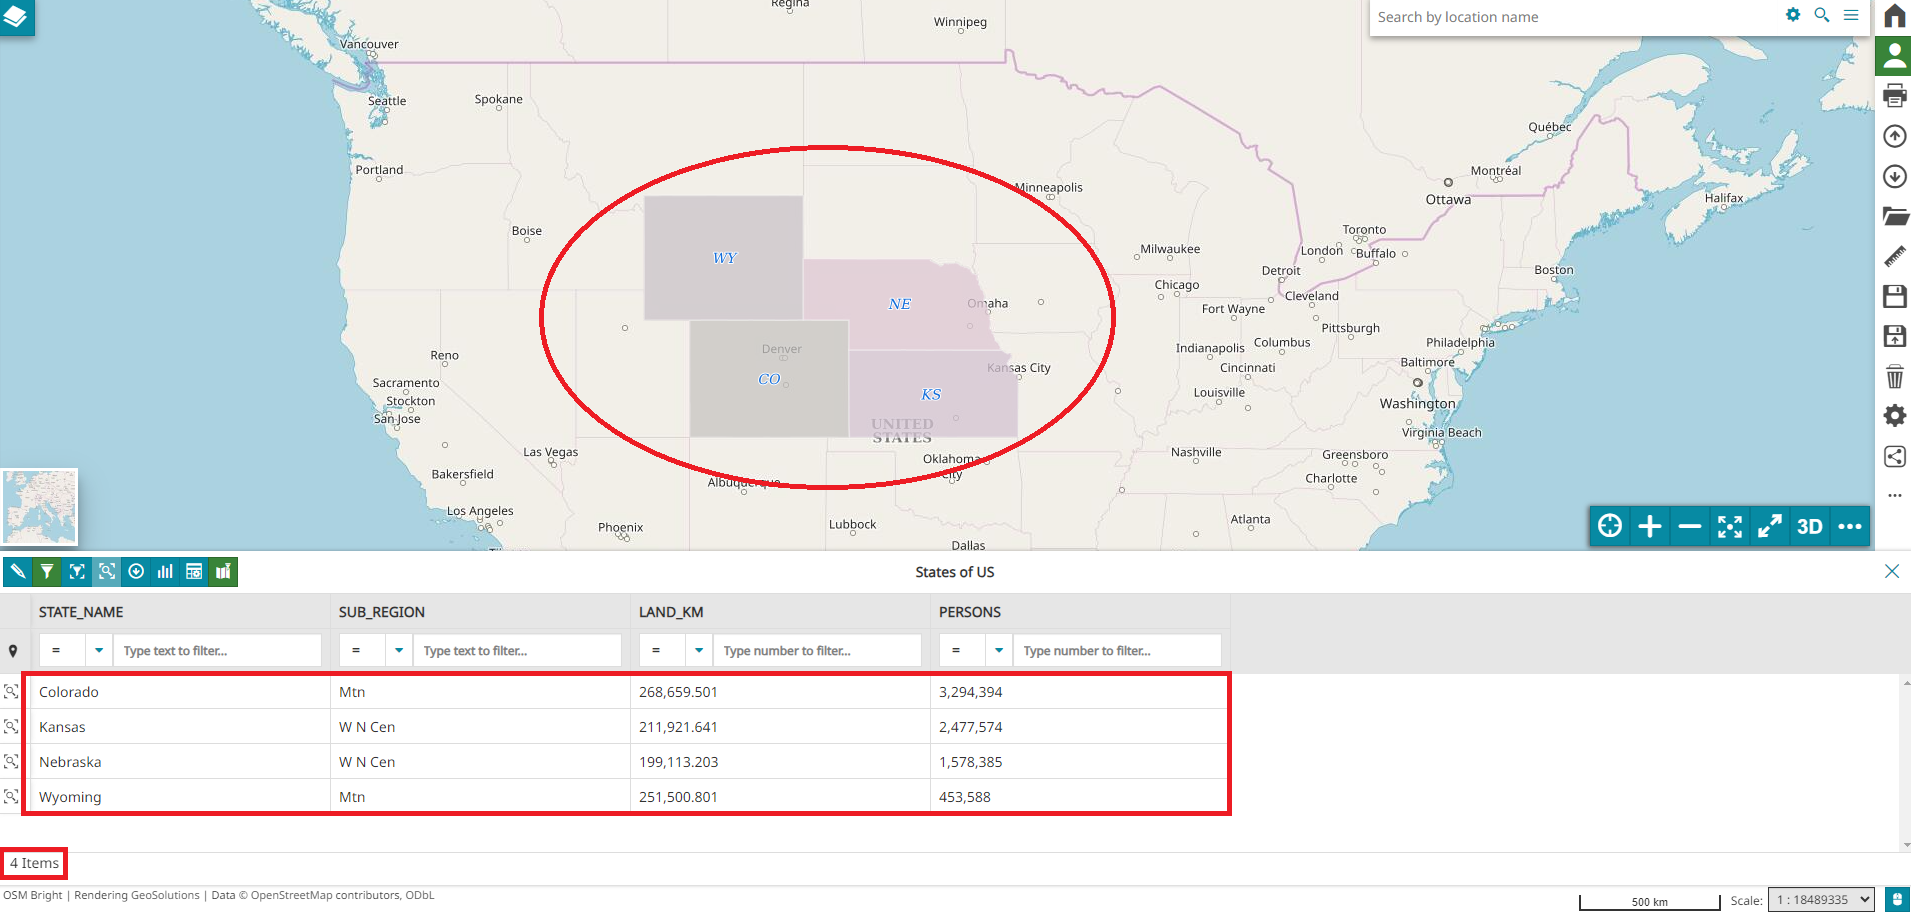 Regina
Winnipeg
Search by location name
Vancouver
Seattle
Spokane
Québec
Portland
Minneapolis
Montréal
Ottawa
Halifax
Boise
Toronto
Milwaukee
London
Buffalo
WY
Detroit
Boston
Chicago
Cleveland
NE
Omaha
Fort Wayne
Pittsburgh
Denver
Reno
Indianapolis
Columbus
Philadelphia
Kansas City
Cincinnati
Baltimore
Sacramento
CO
KS
Louisville
Stockton
Washington
San Jose
UNITED
STATES
Virginia Beach
Las Vegas
Oklahoma
City
Nashville
Greensboro
Bakersfield
Albuquerque
Charlotte
Los Angeles
Phoenix
Lubbock
Atlanta
3D
Dallas
States of US
STATE_NAME SUB_REGION LAND_KM PERSONS
= Type text to filter... = Type text to filter... = Type number to filter... = Type number to filter...
Colorado Mtn 268,659.501 3,294,394
Kansas W N Cen 211,921.641 2,477,574
Nebraska W N Cen 199,113.203 1,578,385
Wyoming Mtn 251,500.801 453,588
4 Items
OSM Bright | Rendering GeoSolutions | Data © OpenStreetMap contributors, ODbL
500 km Scale: 1 : 18489335